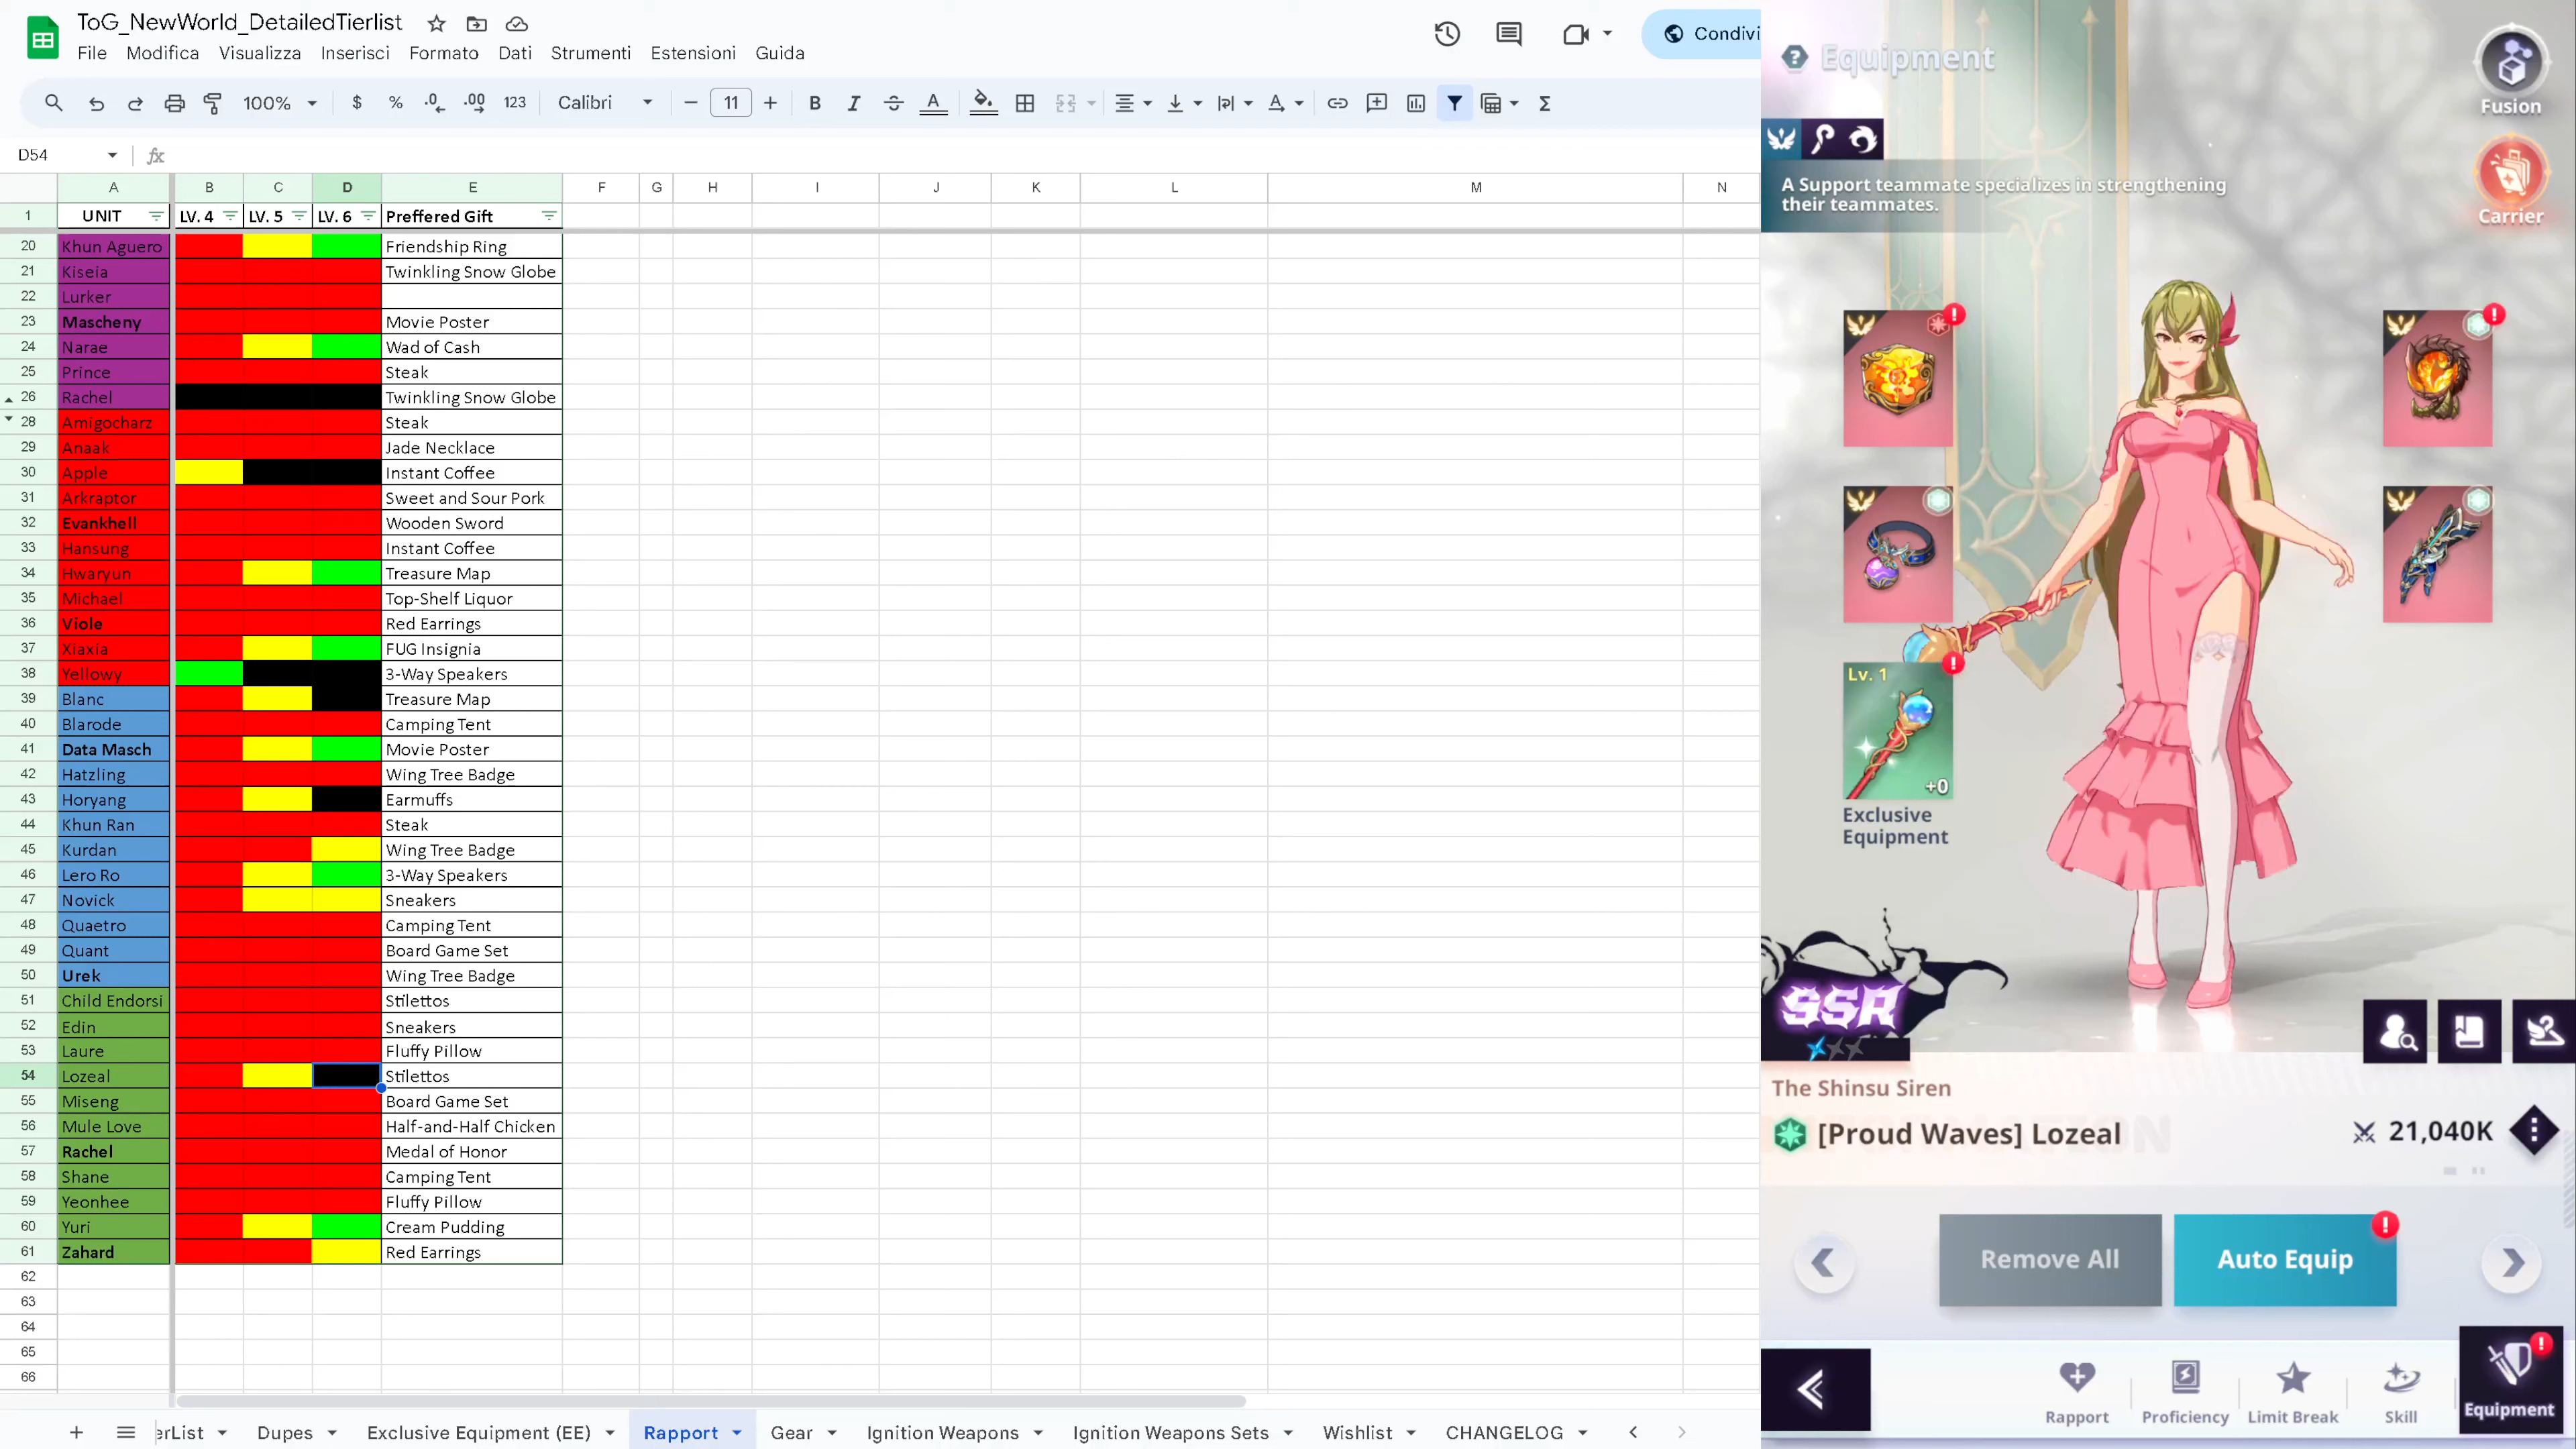 ToG_NewWorld_DetailedTierlist
File Modifica Visualizza Inserisci Formato Dati Strumenti Estensioni Guida
Condivi
100% $ % .0 .00 123 Calibri 11 B I A Σ
D54 fx
A B C D E F G H I J K L M N
1 UNIT LV. 4 LV. 5 LV. 6 Preffered Gift
20 Khun Aguero Friendship Ring
21 Kiseia Twinkling Snow Globe
22 Lurker
23 Mascheny Movie Poster
24 Narae Wad of Cash
25 Prince Steak
26 Rachel Twinkling Snow Globe
28 Amigocharz Steak
29 Anaak Jade Necklace
30 Apple Instant Coffee
31 Arkraptor Sweet and Sour Pork
32 Evankhell Wooden Sword
33 Hansung Instant Coffee
34 Hwaryun Treasure Map
35 Michael Top-Shelf Liquor
36 Viole Red Earrings
37 Xiaxia FUG Insignia
38 Yellowy 3-Way Speakers
39 Blanc Treasure Map
40 Blarode Camping Tent
41 Data Masch Movie Poster
42 Hatzling Wing Tree Badge
43 Horyang Earmuffs
44 Khun Ran Steak
45 Kurdan Wing Tree Badge
46 Lero Ro 3-Way Speakers
47 Novick Sneakers
48 Quaetro Camping Tent
49 Quant Board Game Set
50 Urek Wing Tree Badge
51 Child Endorsi Stilettos
52 Edin Sneakers
53 Laure Fluffy Pillow
54 Lozeal Stilettos
55 Miseng Board Game Set
56 Mule Love Half-and-Half Chicken
57 Rachel Medal of Honor
58 Shane Camping Tent
59 Yeonhee Fluffy Pillow
60 Yuri Cream Pudding
61 Zahard Red Earrings
62
63
64
65
66
erList Dupes Exclusive Equipment (EE) Rapport Gear Ignition Weapons Ignition Weapons Sets Wishlist CHANGELOG
Equipment
Fusion
A Support teammate specializes in strengthening
their teammates.
Carrier
Lv. 1
+0
Exclusive
Equipment
SSR
The Shinsu Siren
[Proud Waves] Lozeal 21,040K
Remove All Auto Equip
Rapport Proficiency Limit Break Skill Equipment